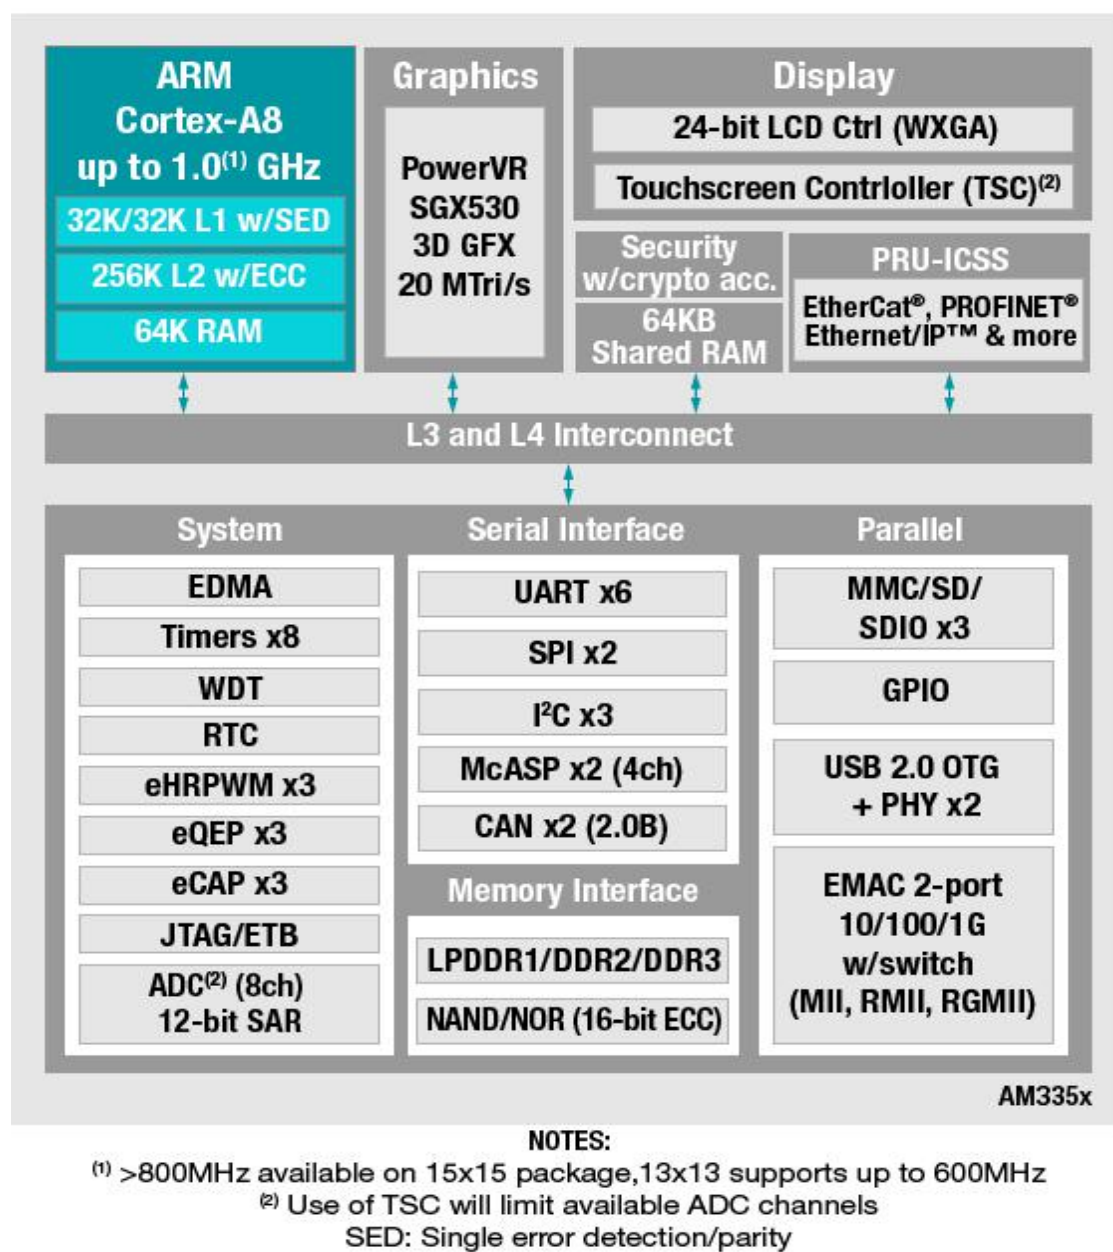 ARM
Cortex-A8
up to 1.0⁽¹⁾ GHz
32K/32K L1 w/SED
256K L2 w/ECC
64K RAM
Graphics
PowerVR
SGX530
3D GFX
20 MTri/s
Display
24-bit LCD Ctrl (WXGA)
Touchscreen Contrloller (TSC)⁽²⁾
Security
w/crypto acc.
64KB
Shared RAM
PRU-ICSS
EtherCat®, PROFINET®
Ethernet/IP™ & more
L3 and L4 Interconnect
System
EDMA
Timers x8
WDT
RTC
eHRPWM x3
eQEP x3
eCAP x3
JTAG/ETB
ADC⁽²⁾ (8ch)
12-bit SAR
Serial Interface
UART x6
SPI x2
I²C x3
McASP x2 (4ch)
CAN x2 (2.0B)
Memory Interface
LPDDR1/DDR2/DDR3
NAND/NOR (16-bit ECC)
Parallel
MMC/SD/
SDIO x3
GPIO
USB 2.0 OTG
+ PHY x2
EMAC 2-port
10/100/1G
w/switch
(MII, RMII, RGMII)
AM335x
NOTES:
⁽¹⁾ >800MHz available on 15x15 package,13x13 supports up to 600MHz
⁽²⁾ Use of TSC will limit available ADC channels
SED: Single error detection/parity